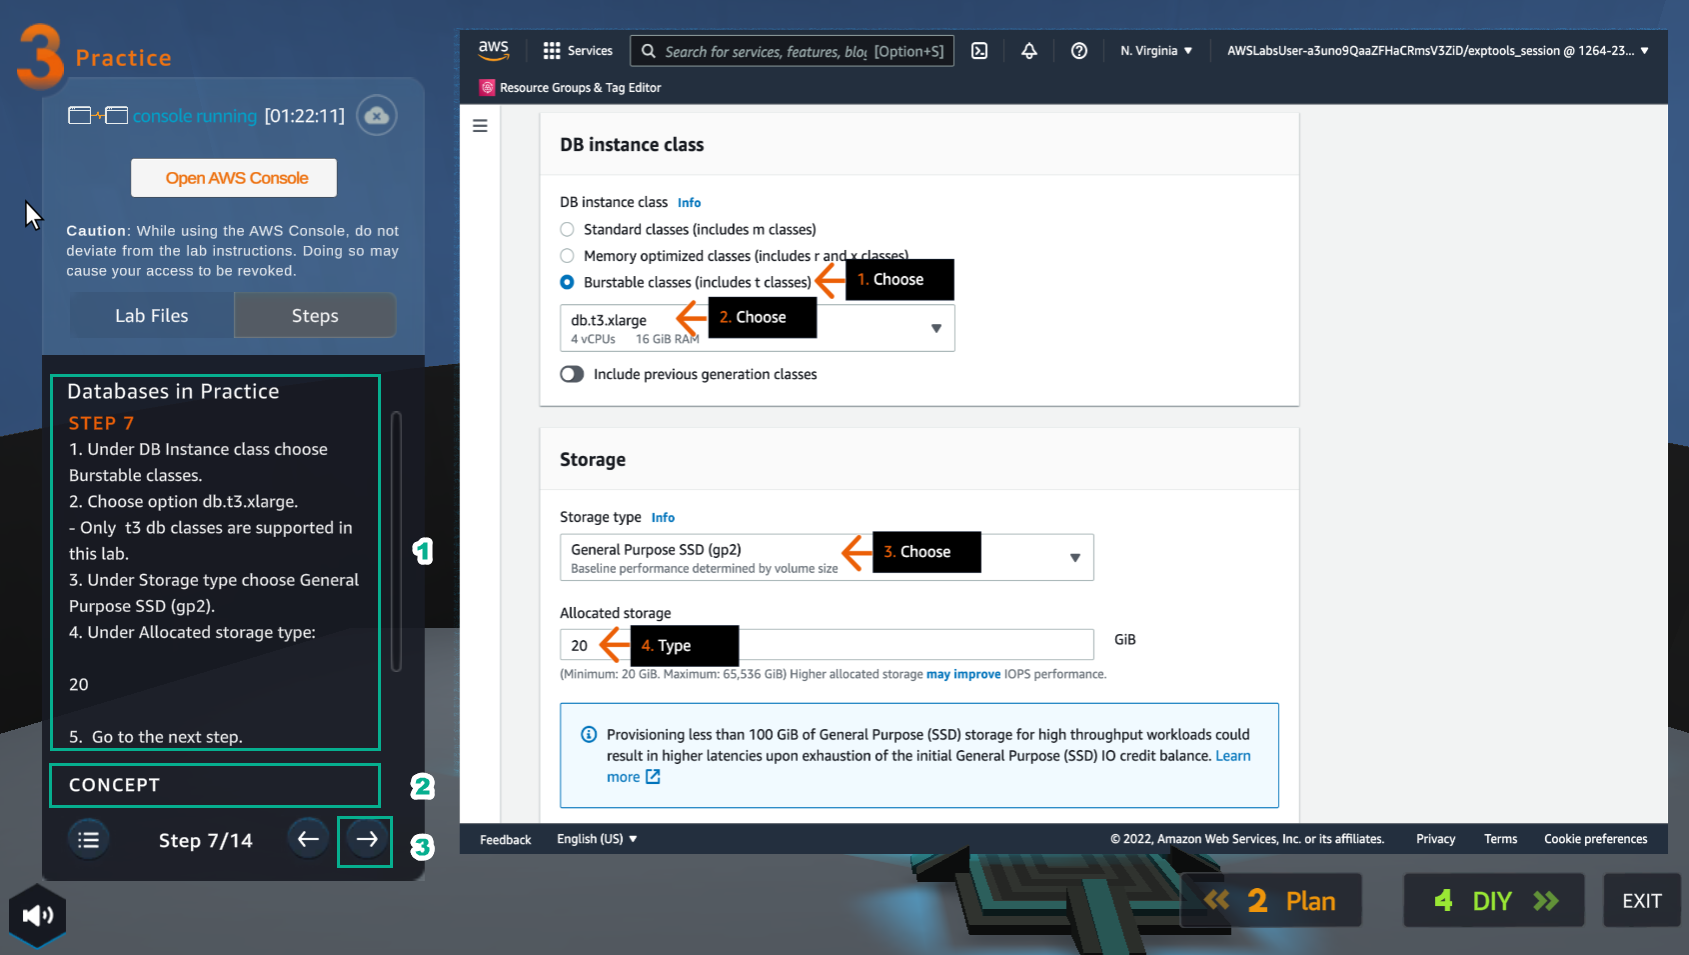 3 Practice
console running [01:22:11]
Open AWS Console
Caution: While using the AWS Console, do not
deviate from the lab instructions. Doing so may
cause your access to be revoked.
Lab Files
Steps
Databases in Practice
STEP 7
1. Under DB Instance class choose
Burstable classes.
2. Choose option db.t3.xlarge.
- Only t3 db classes are supported in
this lab.
3. Under Storage type choose General
Purpose SSD (gp2).
4. Under Allocated storage type:
20
5. Go to the next step.
1
CONCEPT
2
Step 7/14
3
aws
Services
Search for services, features, blo [Option+S]
N. Virginia
AWSLabsUser-a3uno9QaaZFHaCRmsV3ZiD/exptools_session @ 1264-23...
Resource Groups & Tag Editor
DB instance class
DB instance class Info
Standard classes (includes m classes)
Memory optimized classes (includes r and x classes)
Burstable classes (includes t classes)
1. Choose
db.t3.xlarge
4 vCPUs 16 GiB RAM
2. Choose
Include previous generation classes
Storage
Storage type Info
General Purpose SSD (gp2)
Baseline performance determined by volume size
3. Choose
Allocated storage
20
4. Type
GiB
(Minimum: 20 GiB. Maximum: 65,536 GiB) Higher allocated storage may improve IOPS performance.
Provisioning less than 100 GiB of General Purpose (SSD) storage for high throughput workloads could
result in higher latencies upon exhaustion of the initial General Purpose (SSD) IO credit balance. Learn
more
Feedback
English (US)
© 2022, Amazon Web Services, Inc. or its affiliates.
Privacy
Terms
Cookie preferences
2 Plan
4 DIY
EXIT